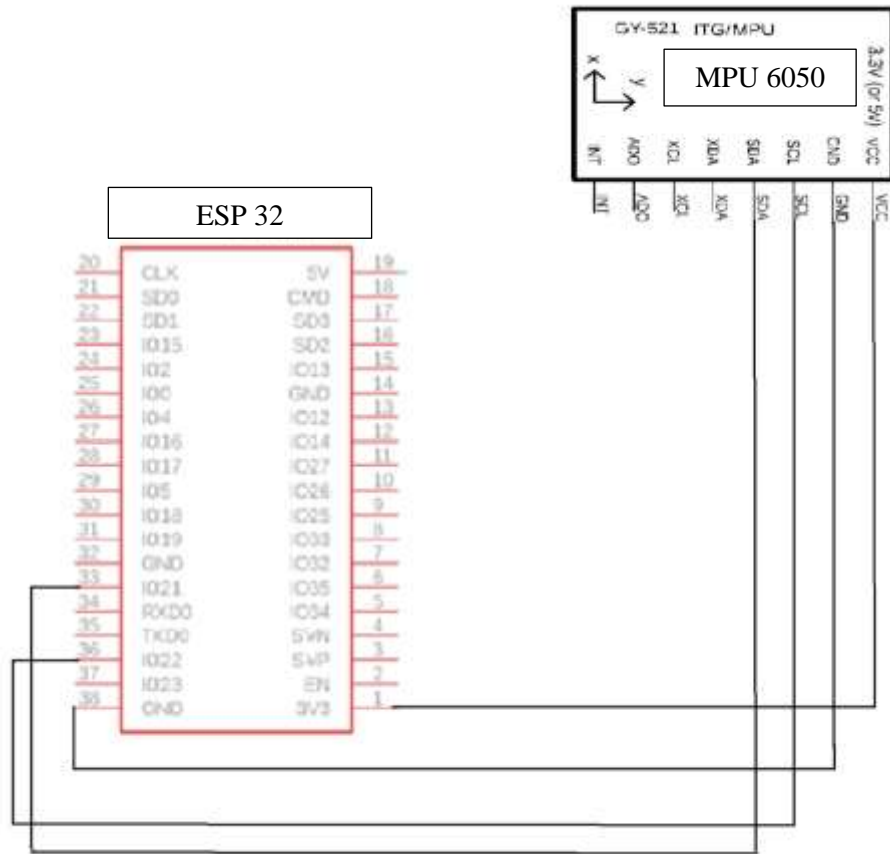 GY-521 ITG/MPU
MPU 6050
3.3V (or 5V)
x
y
INT
ADO
XCL
XDA
SDA
SCL
GND
VCC
INT
ADO
XCL
XDA
SDA
SCL
GND
VCC
ESP 32
20 CLK 5V 19
21 SD0 CMD 18
22 SD1 SD3 17
23 IO15 SD2 16
24 IO2 IO13 15
25 IO0 GND 14
26 IO4 IO12 13
27 IO16 IO14 12
28 IO17 IO27 11
29 IO5 IO26 10
30 IO18 IO25 9
31 IO19 IO33 8
32 GND IO32 7
33 IO21 IO35 6
34 RXD0 IO34 5
35 TXD0 SVN 4
36 IO22 SVP 3
37 IO23 EN 2
38 GND 3V3 1